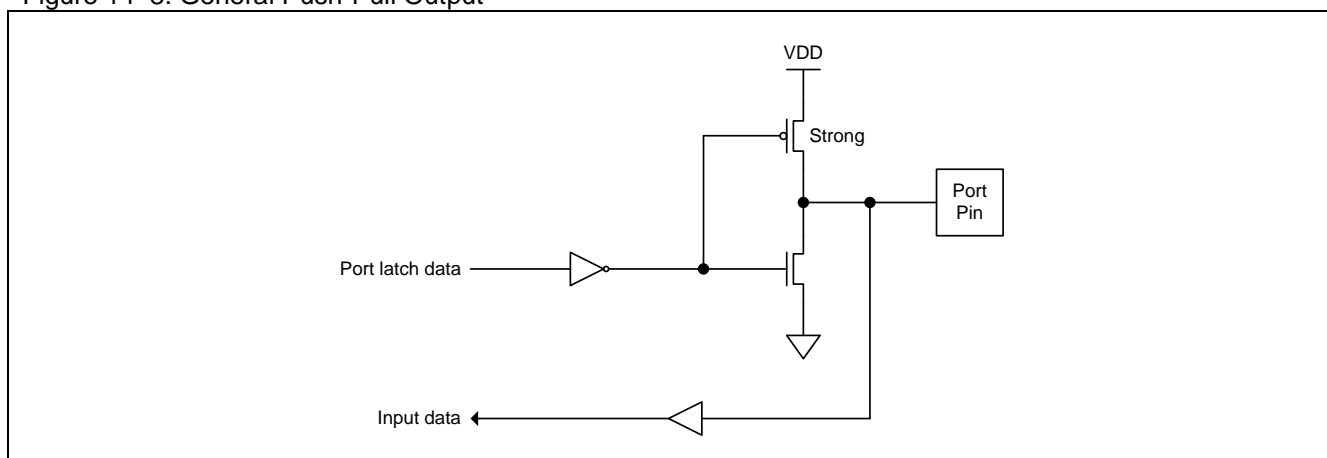 VDD
Strong
Port
Pin
Port latch data
Input data